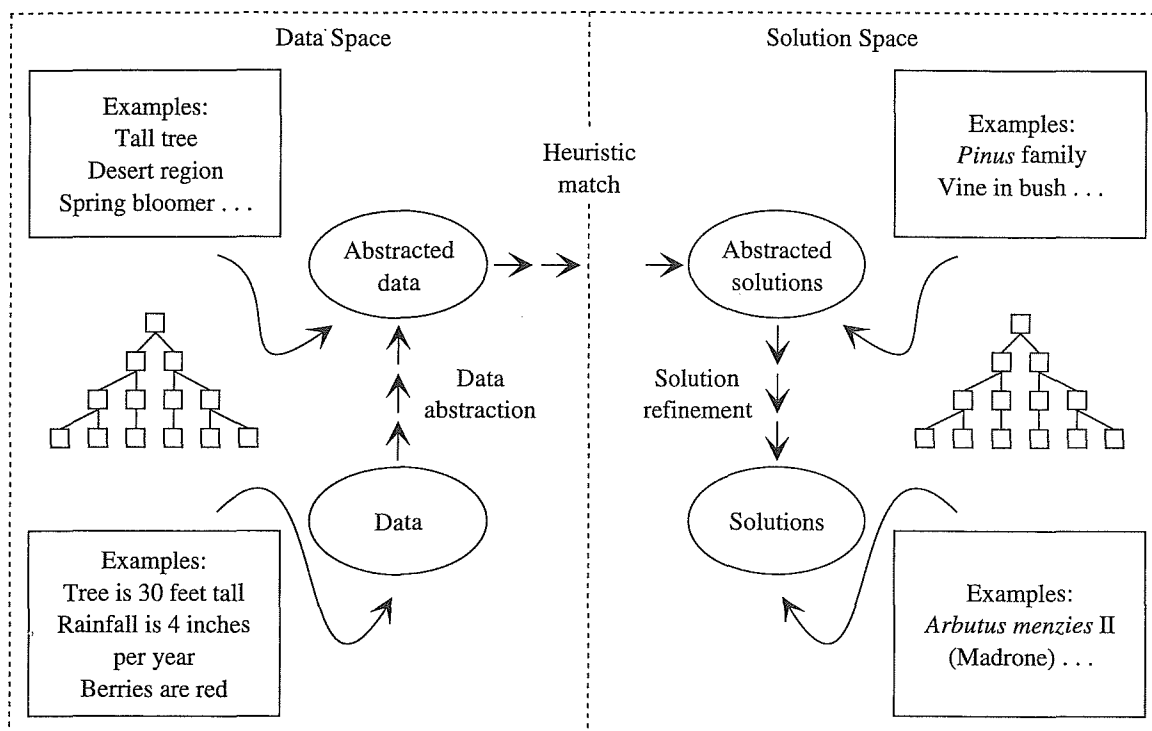 Data Space
Solution Space
Examples:
Tall tree
Desert region
Spring bloomer . . .
Heuristic
match
Examples:
Pinus family
Vine in bush . . .
Abstracted
data
Abstracted
solutions
Data
abstraction
Solution
refinement
Data
Solutions
Examples:
Tree is 30 feet tall
Rainfall is 4 inches
per year
Berries are red
Examples:
Arbutus menzies II
(Madrone) . . .